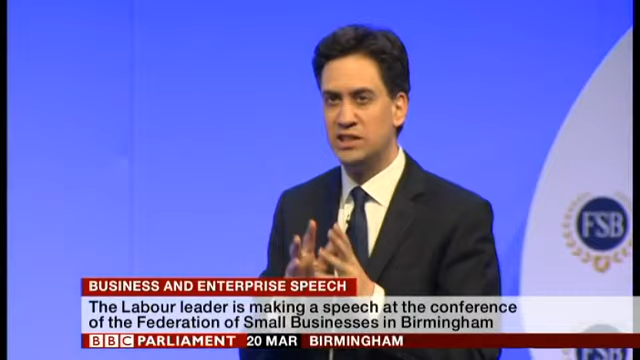 FSB
BUSINESS AND ENTERPRISE SPEECH
The Labour leader is making a speech at the conference
of the Federation of Small Businesses in Birmingham
BBC PARLIAMENT 20 MAR BIRMINGHAM